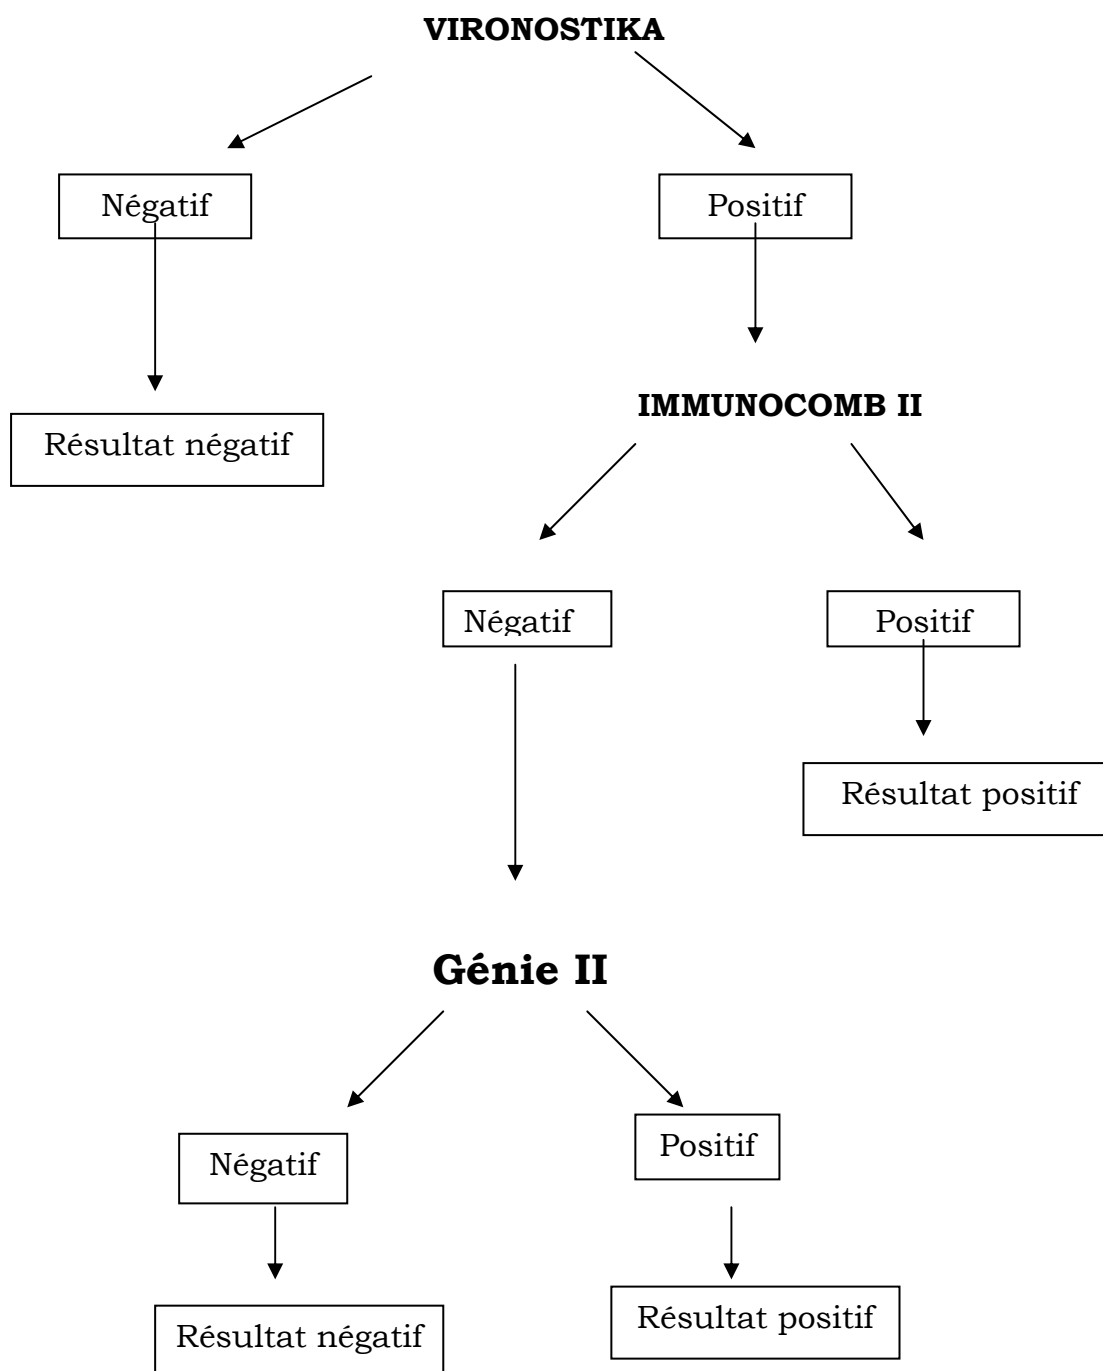 VIRONOSTIKA
Négatif
Positif
IMMUNOCOMB II
Résultat négatif
Négatif
Positif
Résultat positif
Génie II
Négatif
Positif
Résultat négatif
Résultat positif